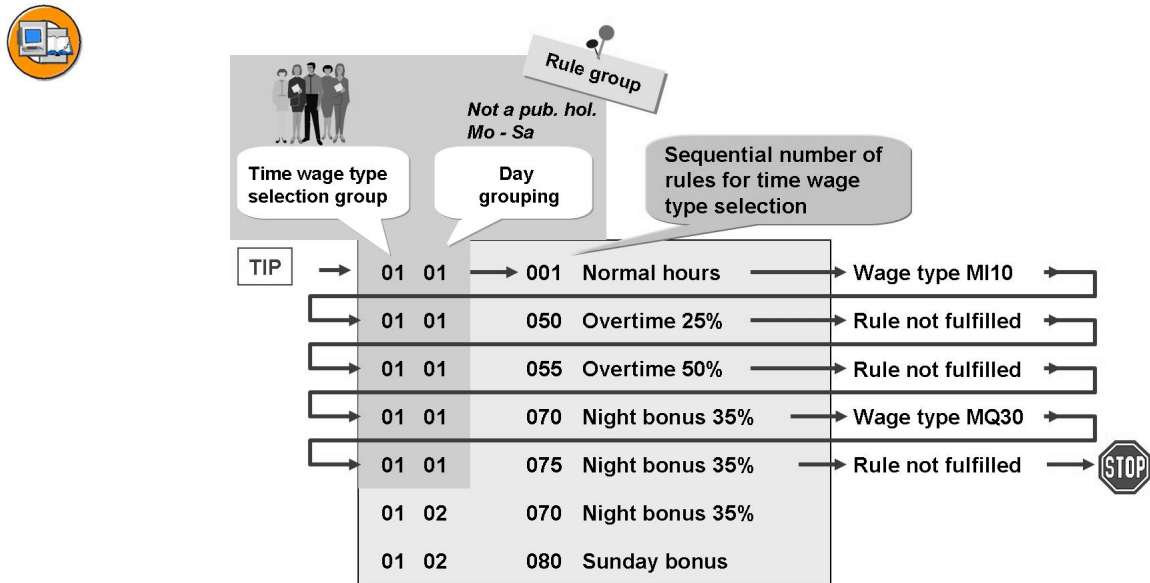 Rule group
Not a pub. hol.
Mo - Sa
Time wage type
selection group
Day
grouping
Sequential number of
rules for time wage
type selection
TIP 01 01 001 Normal hours Wage type MI10
01 01 050 Overtime 25% Rule not fulfilled
01 01 055 Overtime 50% Rule not fulfilled
01 01 070 Night bonus 35% Wage type MQ30
01 01 075 Night bonus 35% Rule not fulfilled STOP
01 02 070 Night bonus 35%
01 02 080 Sunday bonus